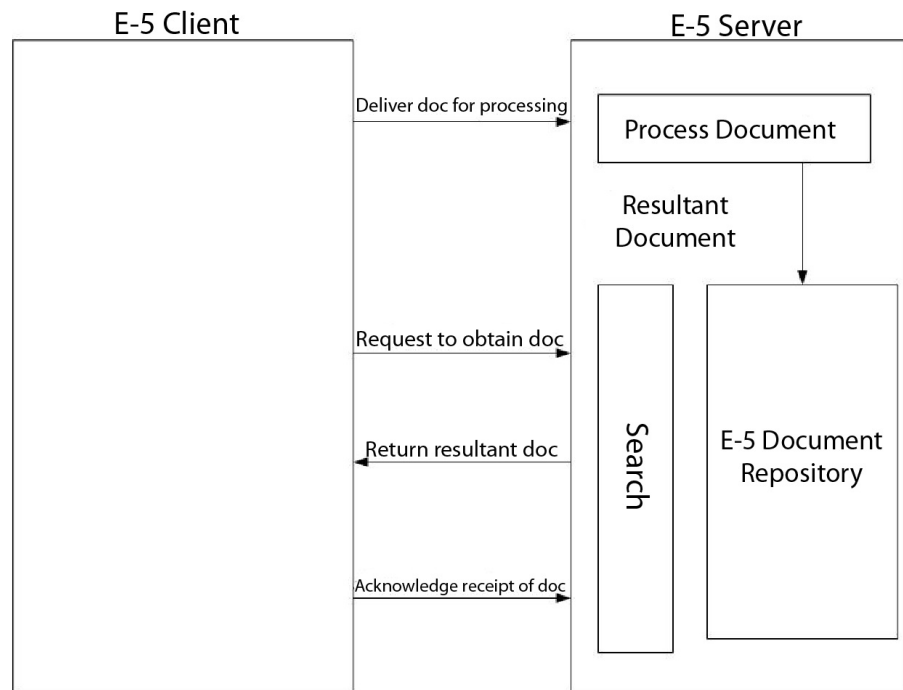 E-5 Client
E-5 Server
Deliver doc for processing
Process Document
Resultant
Document
Request to obtain doc
Return resultant doc
Search
E-5 Document
Repository
Acknowledge receipt of doc